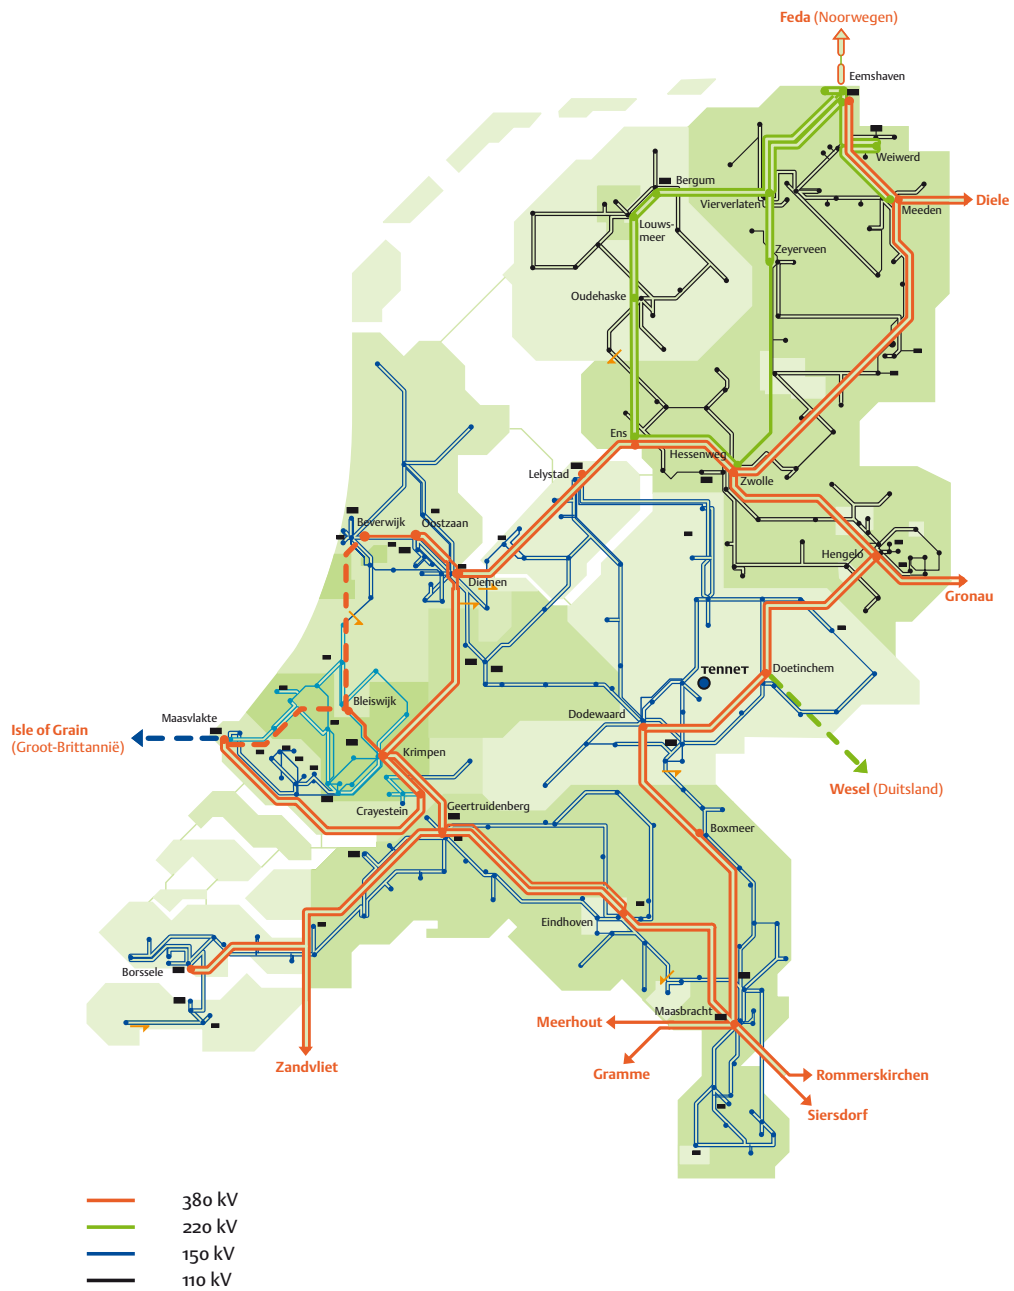 Feda (Noorwegen)
Eemshaven
Weiwerd
Bergum
Vierverlaten
Meeden
Diele
Louws-
meer
Zeyerveen
Oudehaske
Ens
Hessenweg
Lelystad
Zwolle
Beverwijk
Oostzaan
Hengelo
Diemen
Gronau
Doetinchem
TenneT
Bleiswijk
Maasvlakte
Isle of Grain
(Groot-Brittannië)
Dodewaard
Krimpen
Wesel (Duitsland)
Crayestein
Geertruidenberg
Boxmeer
Eindhoven
Borssele
Maasbracht
Meerhout
Zandvliet
Gramme
Rommerskirchen
Siersdorf
380 kV
220 kV
150 kV
110 kV